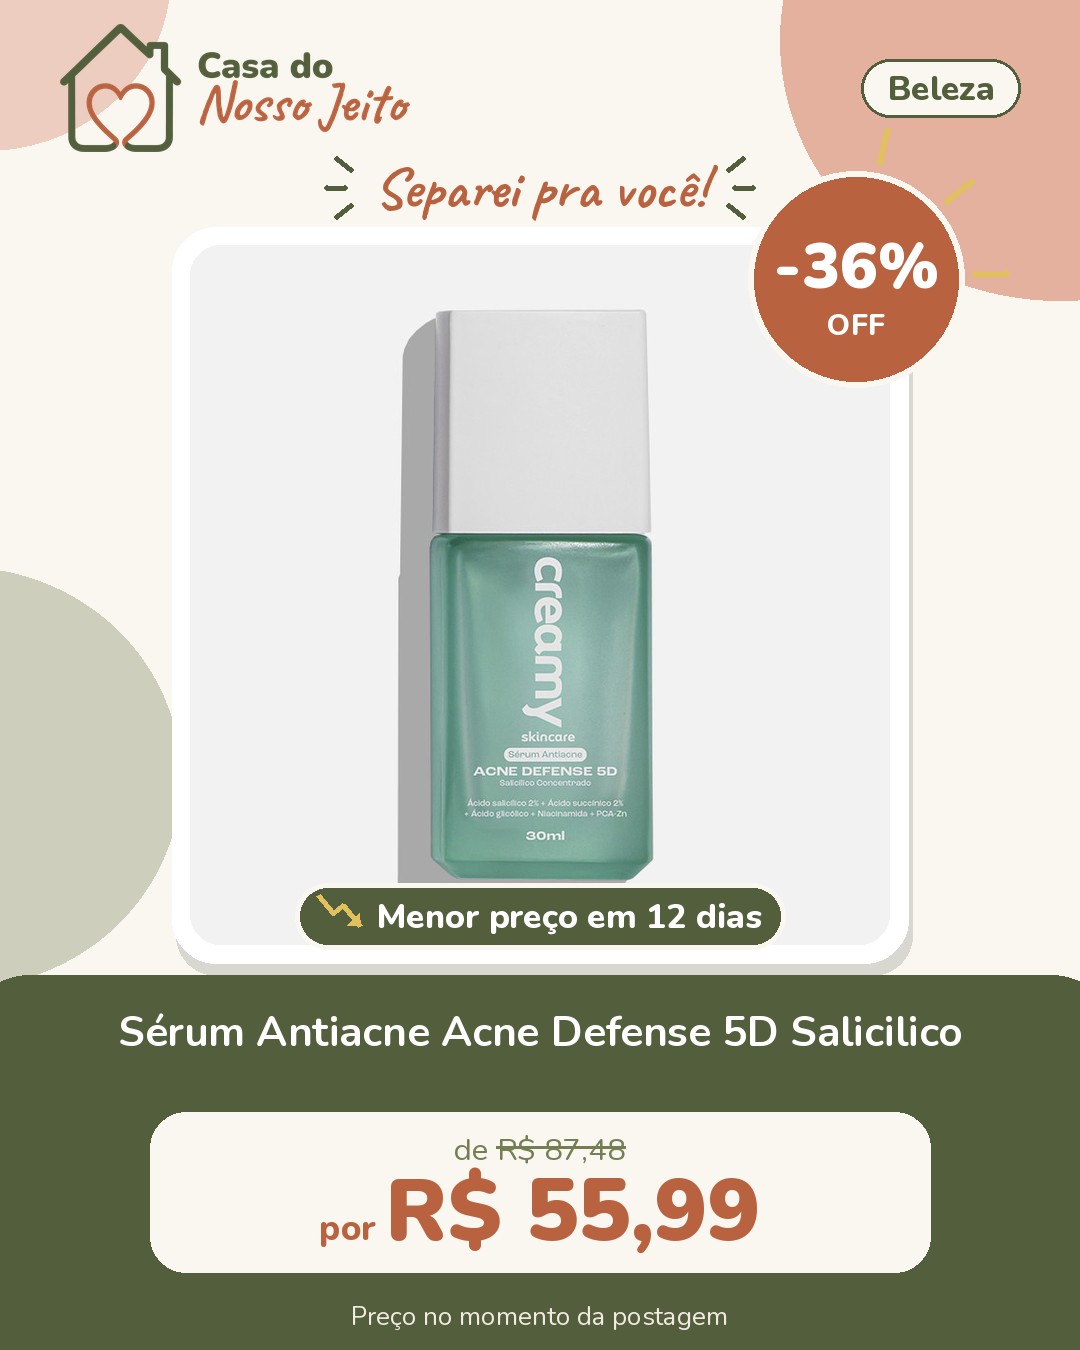 Casa do
Nosso Jeito
Beleza
Separei pra você!
-36%
OFF
creamy
skincare
Sérum Antiacne
ACNE DEFENSE 5D
Salicílico Concentrado
Ácido salicílico 2% + Ácido succínico 2%
+ Ácido glicólico + Niacinamida + PCA-Zn
30ml
Menor preço em 12 dias
Sérum Antiacne Acne Defense 5D Salicilico
de R$ 87,48
por R$ 55,99
Preço no momento da postagem